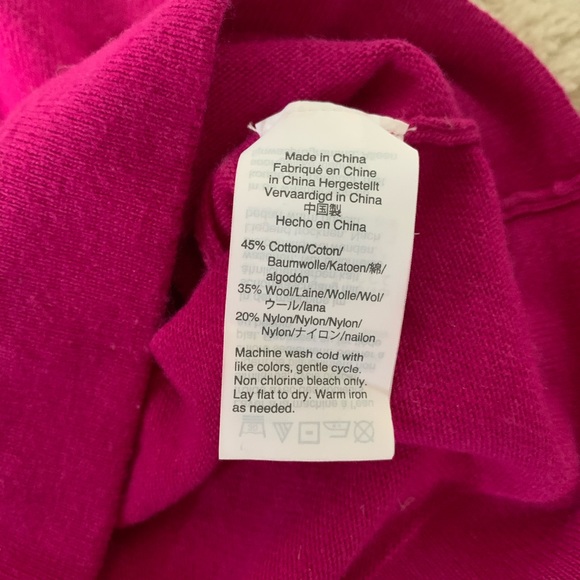 Made in China
Fabriqué en Chine
in China Hergestellt
Vervaardigd in China
中国製
Hecho en China
45% Cotton/Coton/
Baumwolle/Katoen/綿/
algodón
35% Wool/Laine/Wolle/Wol/
ウール/lana
20% Nylon/Nylon/Nylon/
Nylon/ナイロン/nailon
Machine wash cold with
like colors, gentle cycle.
Non chlorine bleach only.
Lay flat to dry. Warm iron
as needed.